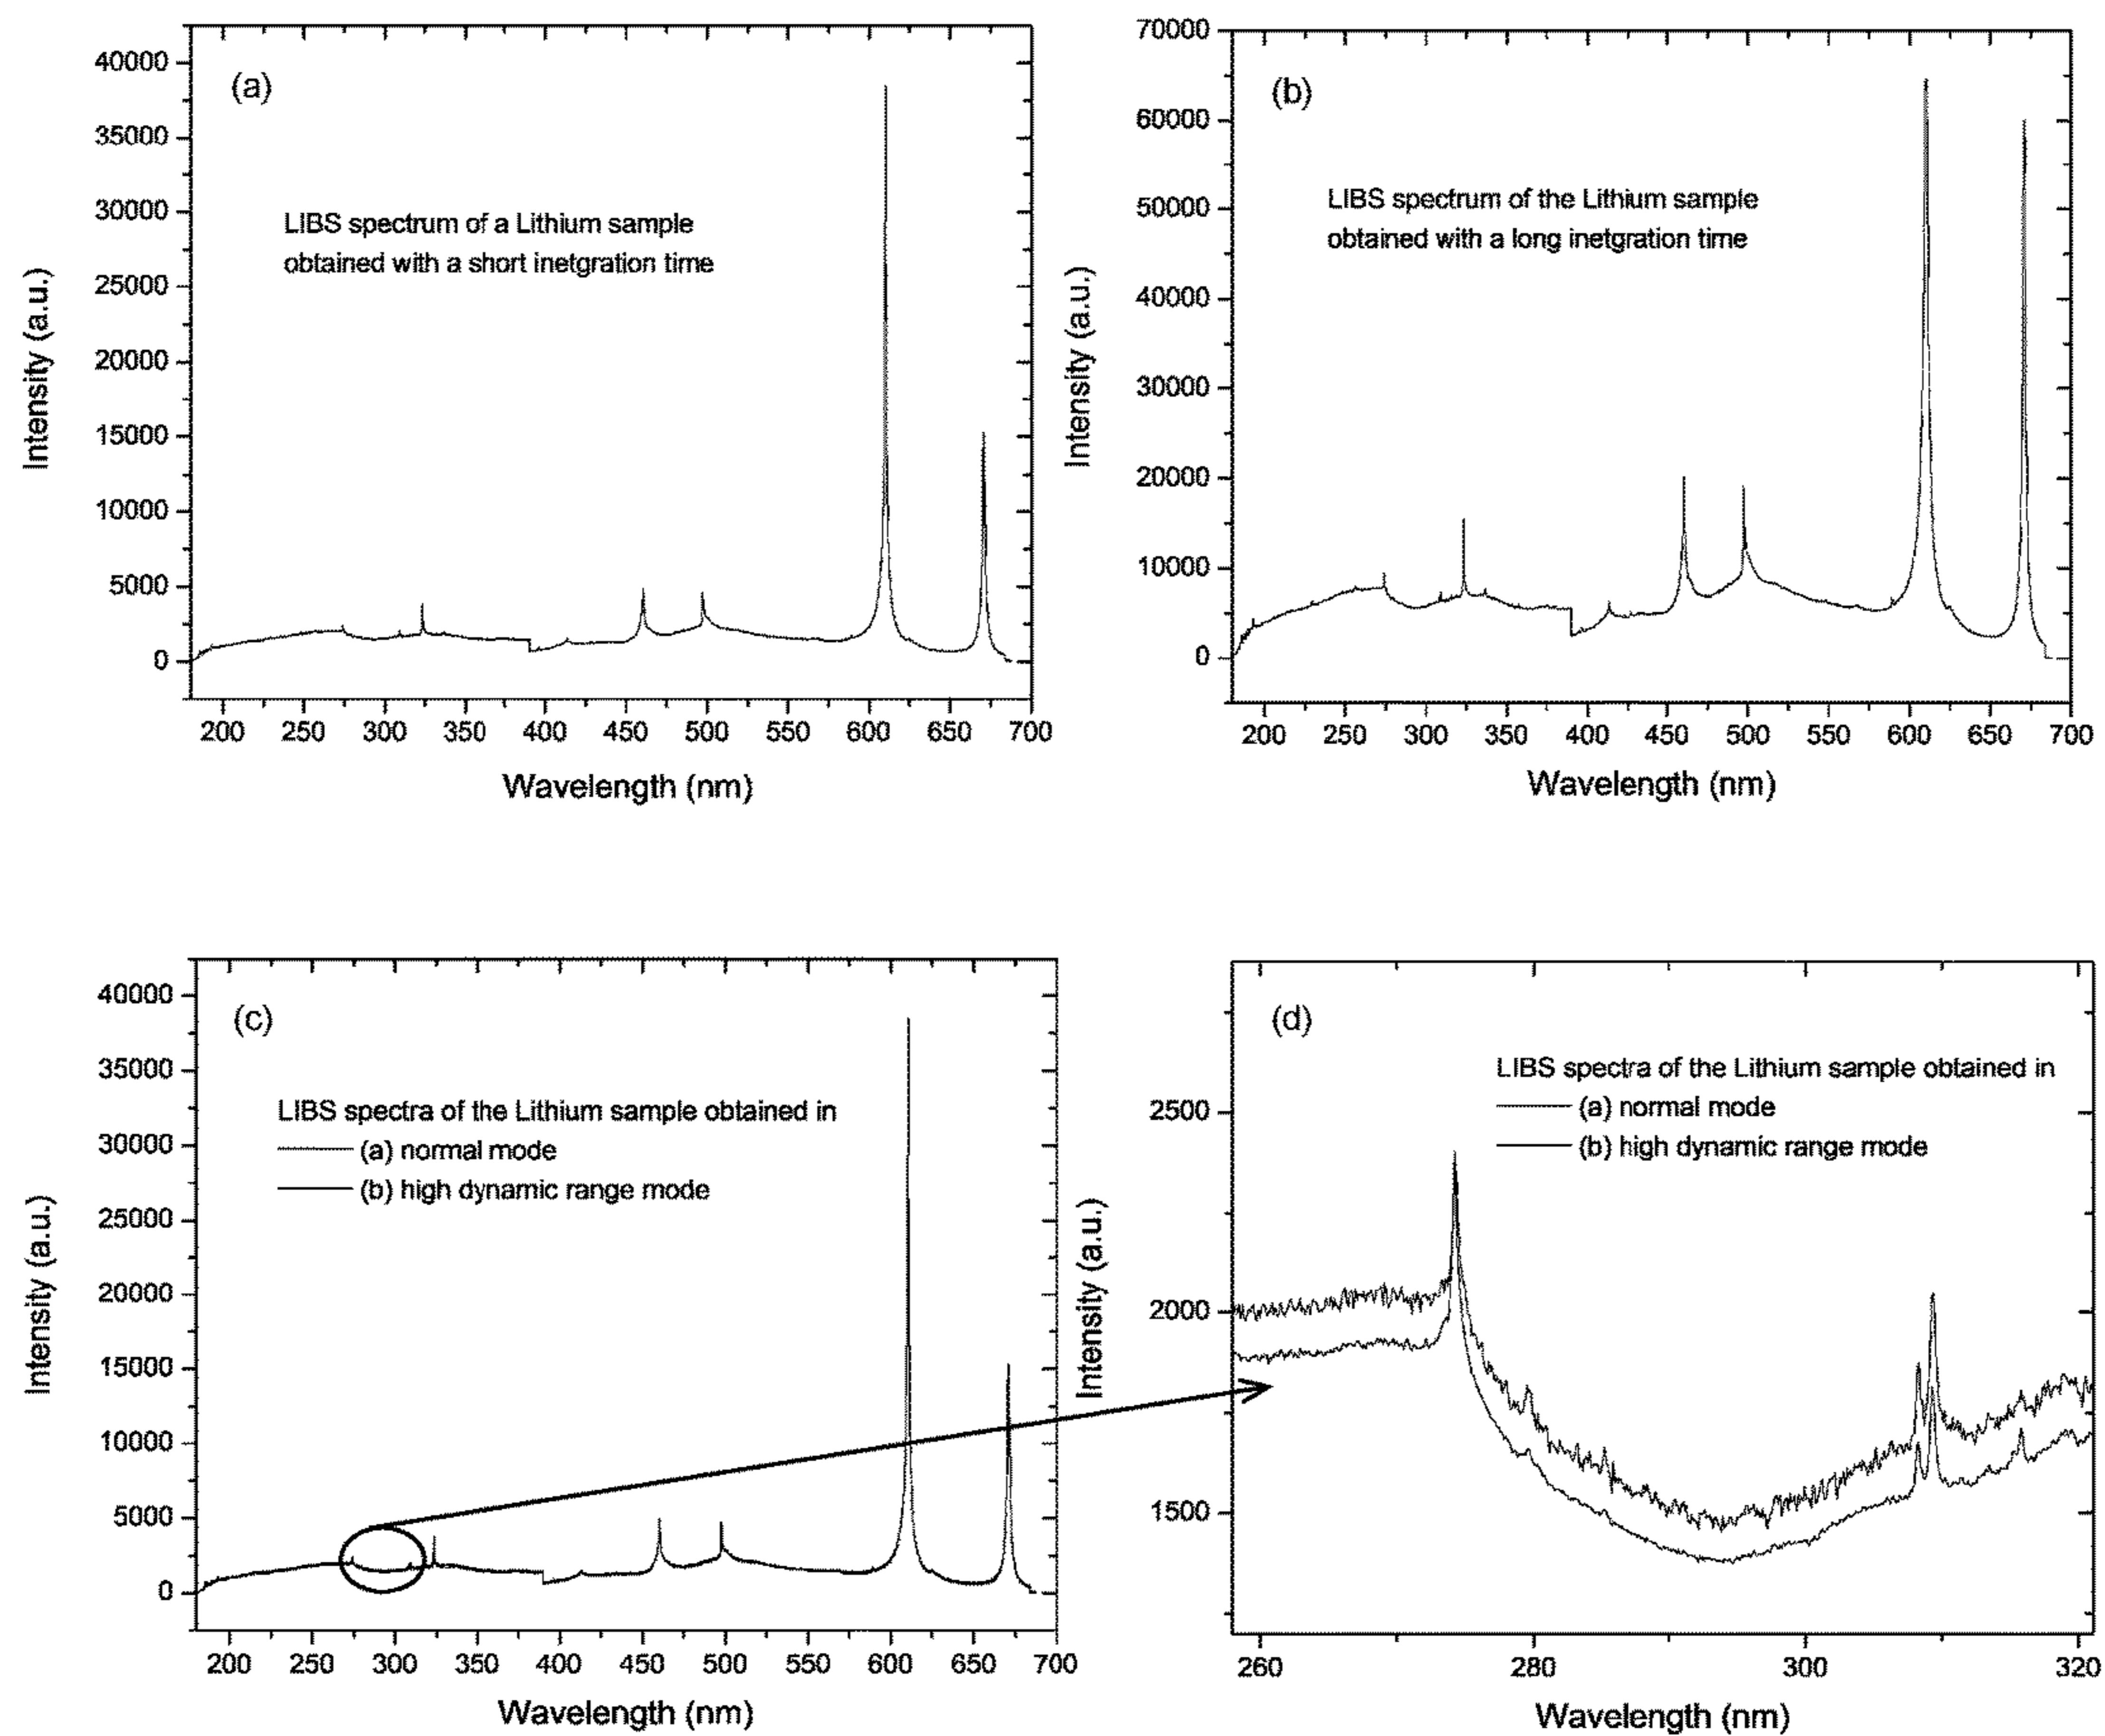 (a)
LIBS spectrum of a Lithium sample
obtained with a short inetgration time
Intensity (a.u.)
40000
35000
30000
25000
20000
15000
10000
5000
0
200 250 300 350 400 450 500 550 600 650 700
Wavelength (nm)
(b)
LIBS spectrum of the Lithium sample
obtained with a long inetgration time
Intensity (a.u.)
70000
60000
50000
40000
30000
20000
10000
0
200 250 300 350 400 450 500 550 600 650 700
Wavelength (nm)
(c)
LIBS spectra of the Lithium sample obtained in
(a) normal mode
(b) high dynamic range mode
Intensity (a.u.)
40000
35000
30000
25000
20000
15000
10000
5000
0
200 250 300 350 400 450 500 550 600 650 700
Wavelength (nm)
(d)
LIBS spectra of the Lithium sample obtained in
(a) normal mode
(b) high dynamic range mode
Intensity (a.u.)
2500
2000
1500
260 280 300 320
Wavelength (nm)